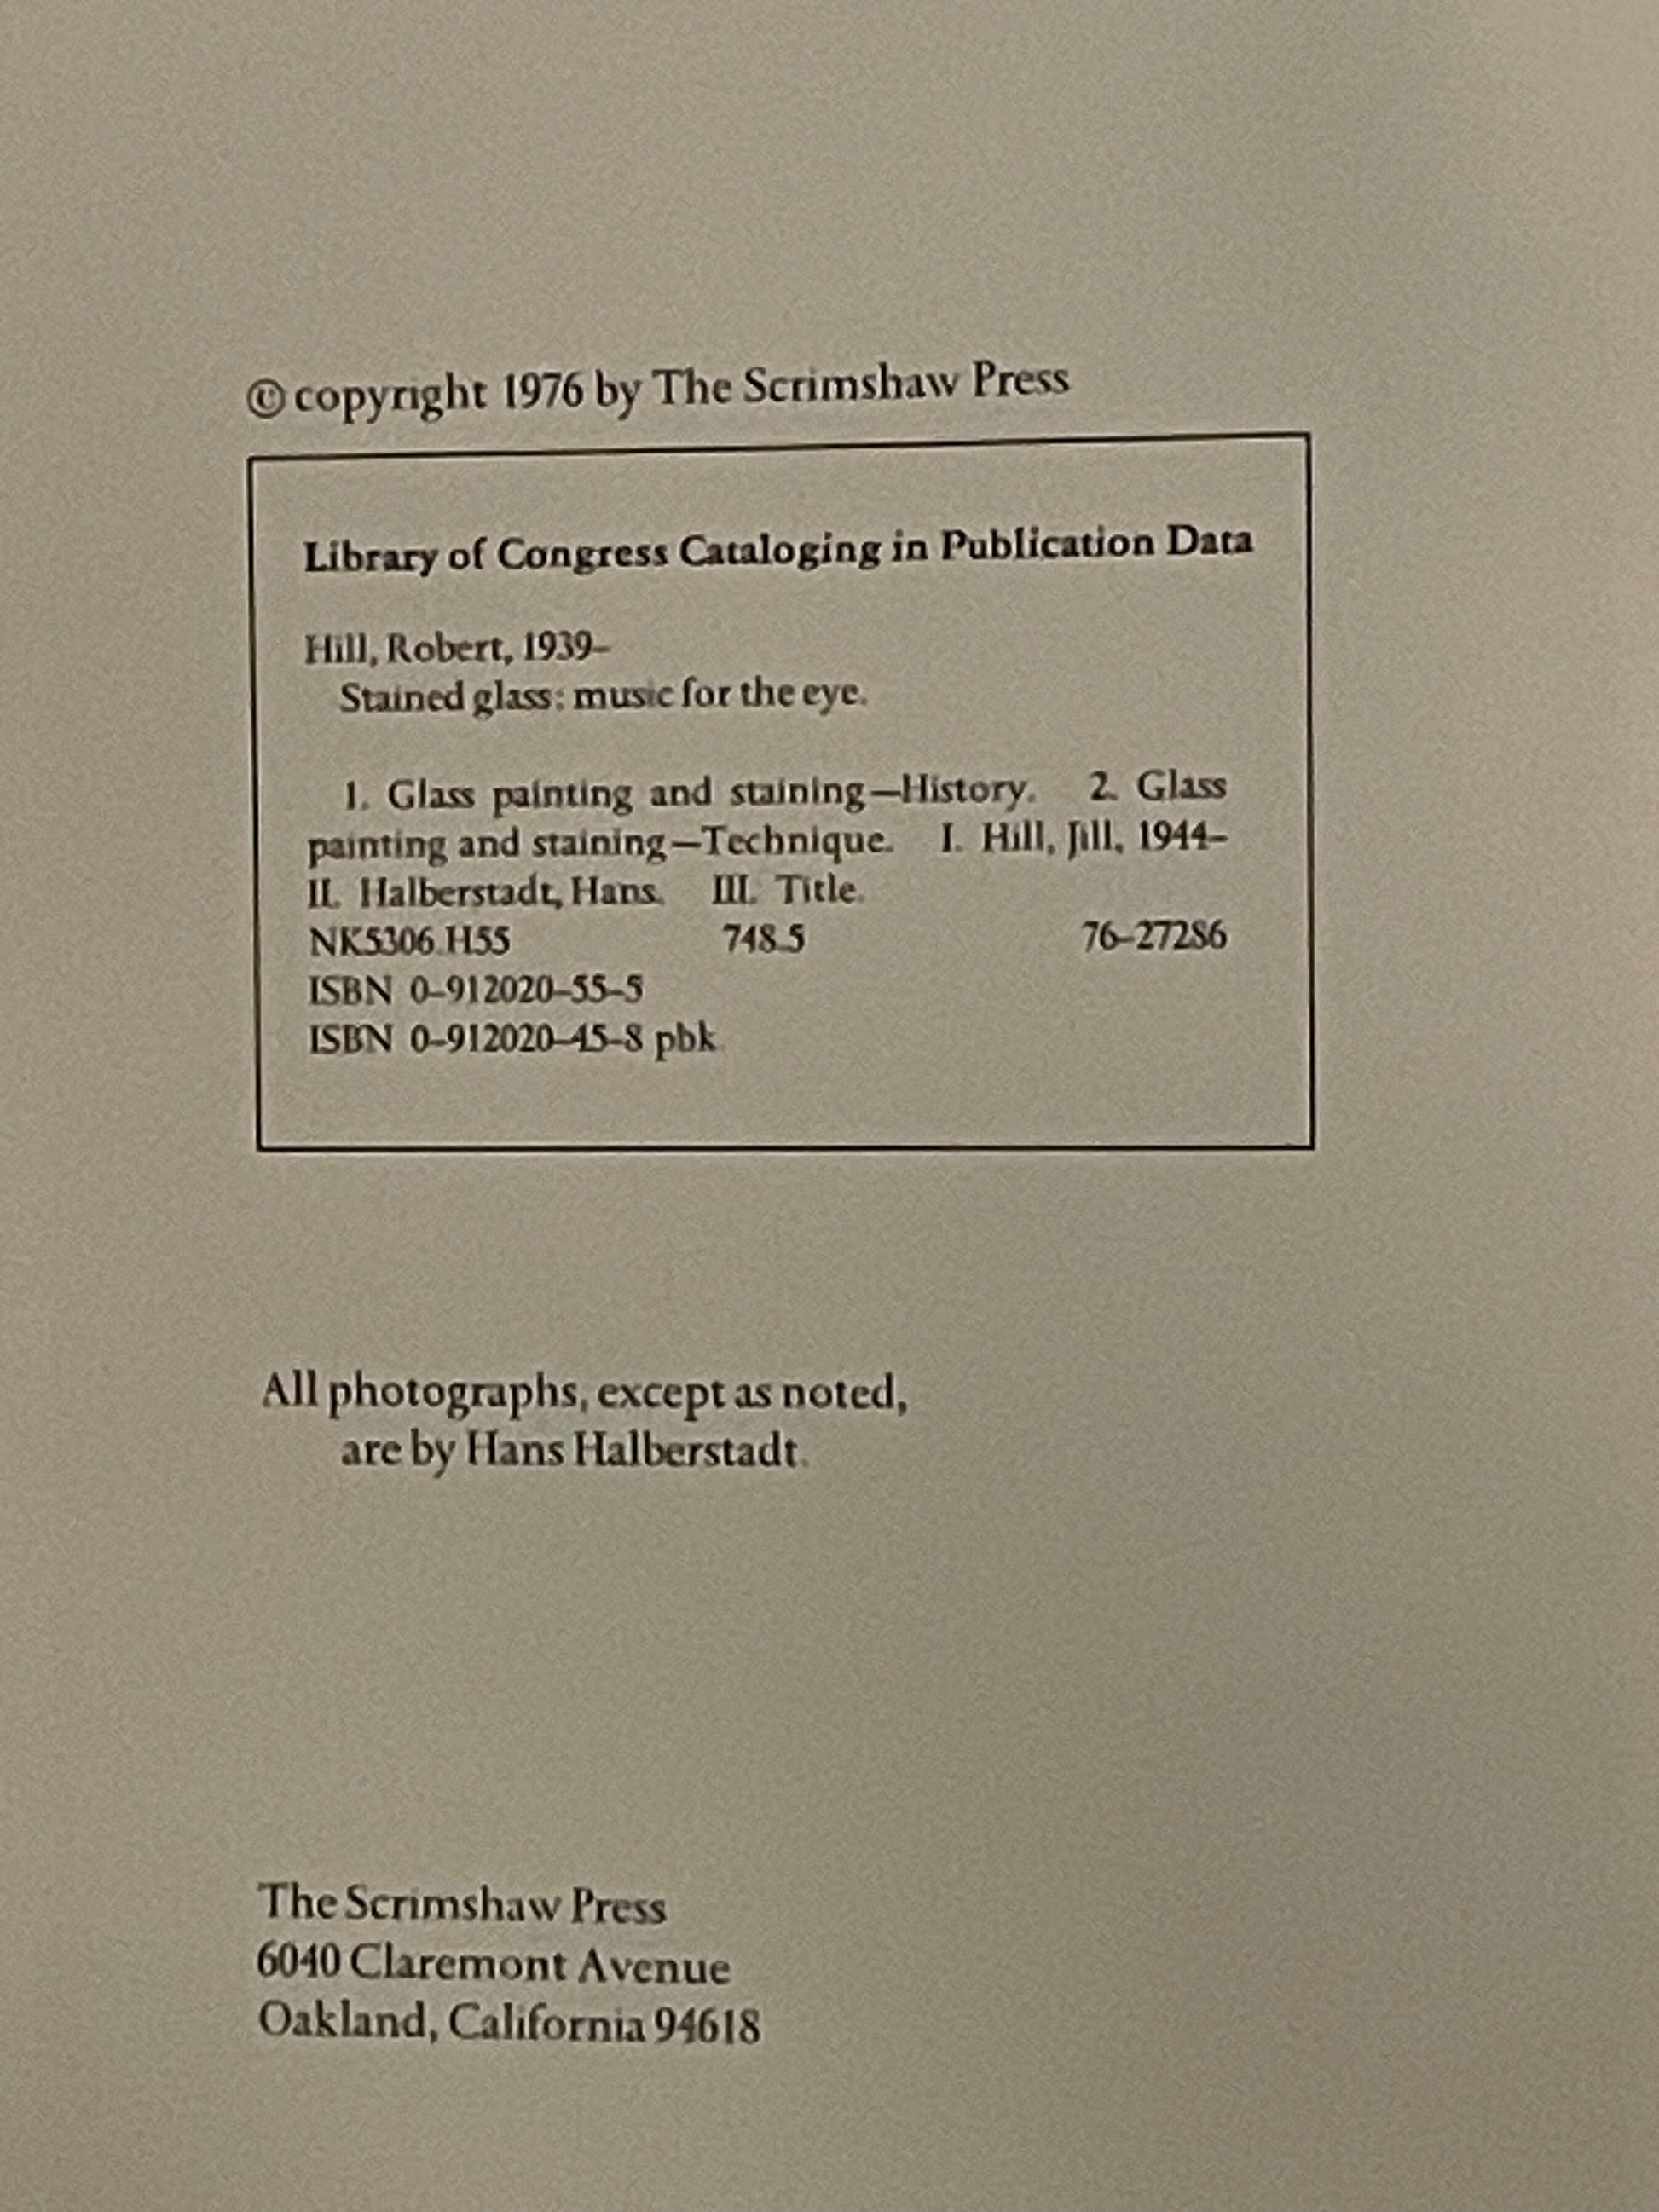 © copyright 1976 by The Scrimshaw Press
Library of Congress Cataloging in Publication Data
Hill, Robert, 1939–
Stained glass: music for the eye.
1. Glass painting and staining—History. 2. Glass
painting and staining—Technique. I. Hill, Jill, 1944–
II. Halberstadt, Hans. III. Title.
NK5306.H55 748.5 76–27286
ISBN 0–912020–55–5
ISBN 0–912020–45–8 pbk.
All photographs, except as noted,
are by Hans Halberstadt.
The Scrimshaw Press
6040 Claremont Avenue
Oakland, California 94618